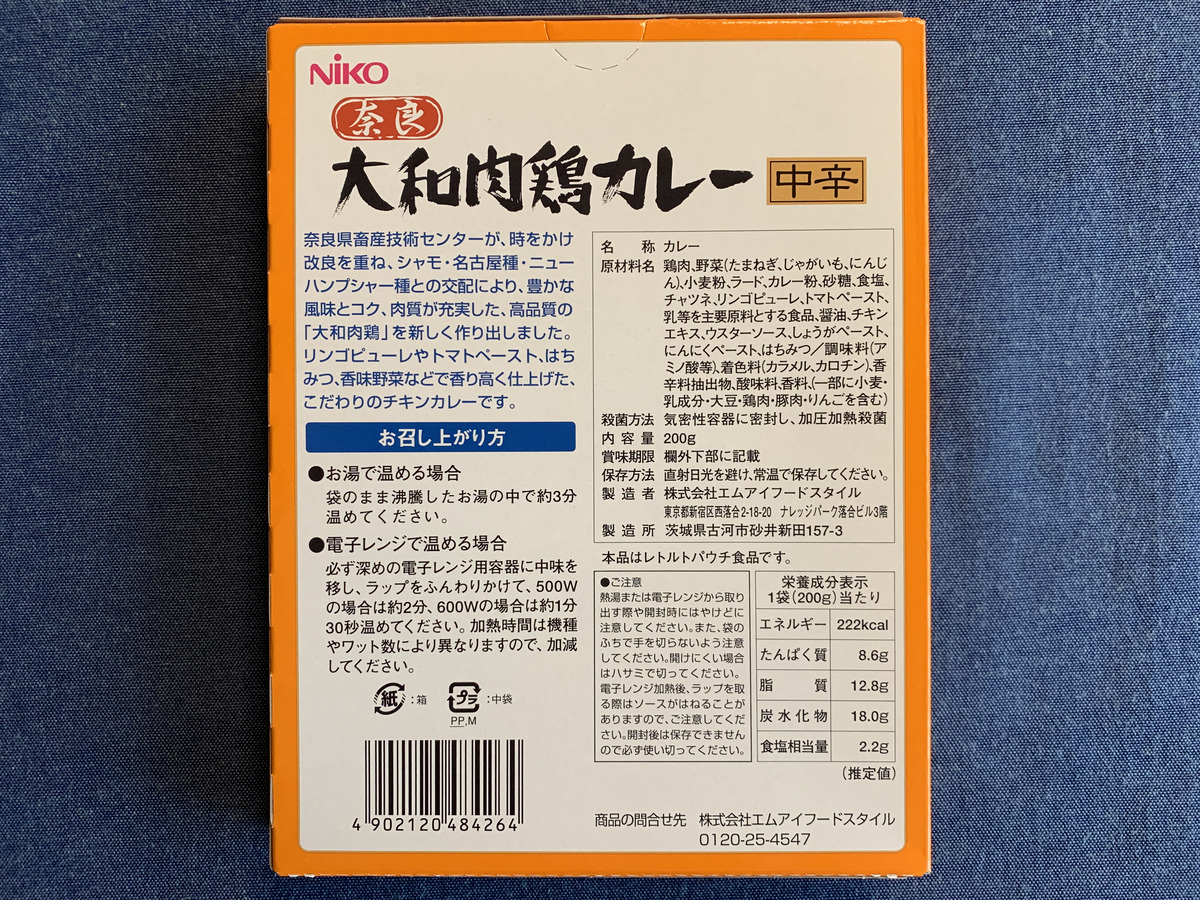 NiKO
奈良
大和肉鶏カレー 中辛
奈良県畜産技術センターが、時をかけ
改良を重ね、シャモ・名古屋種・ニュー
ハンプシャー種との交配により、豊かな
風味とコク、肉質が充実した、高品質の
「大和肉鶏」を新しく作り出しました。
リンゴピューレやトマトペースト、はち
みつ、香味野菜などで香り高く仕上げた、
こだわりのチキンカレーです。
お召し上がり方
●お湯で温める場合
袋のまま沸騰したお湯の中で約3分
温めてください。
●電子レンジで温める場合
必ず深めの電子レンジ用容器に中味を
移し、ラップをふんわりかけて、500W
の場合は約2分、600Wの場合は約1分
30秒温めてください。加熱時間は機種
やワット数により異なりますので、加減
してください。
紙:箱 プラ:中袋
PP,M
4 902120 484264
名称 カレー
原材料名 鶏肉、野菜(たまねぎ、じゃがいも、にんじ
ん)、小麦粉、ラード、カレー粉、砂糖、食塩、
チャツネ、リンゴピューレ、トマトペースト、
乳等を主要原料とする食品、醤油、チキン
エキス、ウスターソース、しょうがペースト、
にんにくペースト、はちみつ／調味料(ア
ミノ酸等)、着色料(カラメル、カロチン)、香
辛料抽出物、酸味料、香料、(一部に小麦・
乳成分・大豆・鶏肉・豚肉・りんごを含む)
殺菌方法 気密性容器に密封し、加圧加熱殺菌
内容量 200g
賞味期限 欄外下部に記載
保存方法 直射日光を避け、常温で保存してください。
製造者 株式会社エムアイフードスタイル
東京都新宿区西落合2-18-20 ナレッジパーク落合ビル3階
製造所 茨城県古河市砂井新田157-3
本品はレトルトパウチ食品です。
●ご注意
熱湯または電子レンジから取り
出す際や開封時にはやけどに
注意してください。また、袋の
ふちで手を切らないよう注意
してください。開けにくい場合
はハサミで切ってください。
電子レンジ加熱後、ラップを取
る際はソースがはねることが
ありますので、ご注意してくだ
さい。開封後は保存できません
ので必ず使い切ってください。
栄養成分表示
1袋(200g)当たり
エネルギー 222kcal
たんぱく質 8.6g
脂質 12.8g
炭水化物 18.0g
食塩相当量 2.2g
(推定値)
商品の問合せ先 株式会社エムアイフードスタイル
0120-25-4547